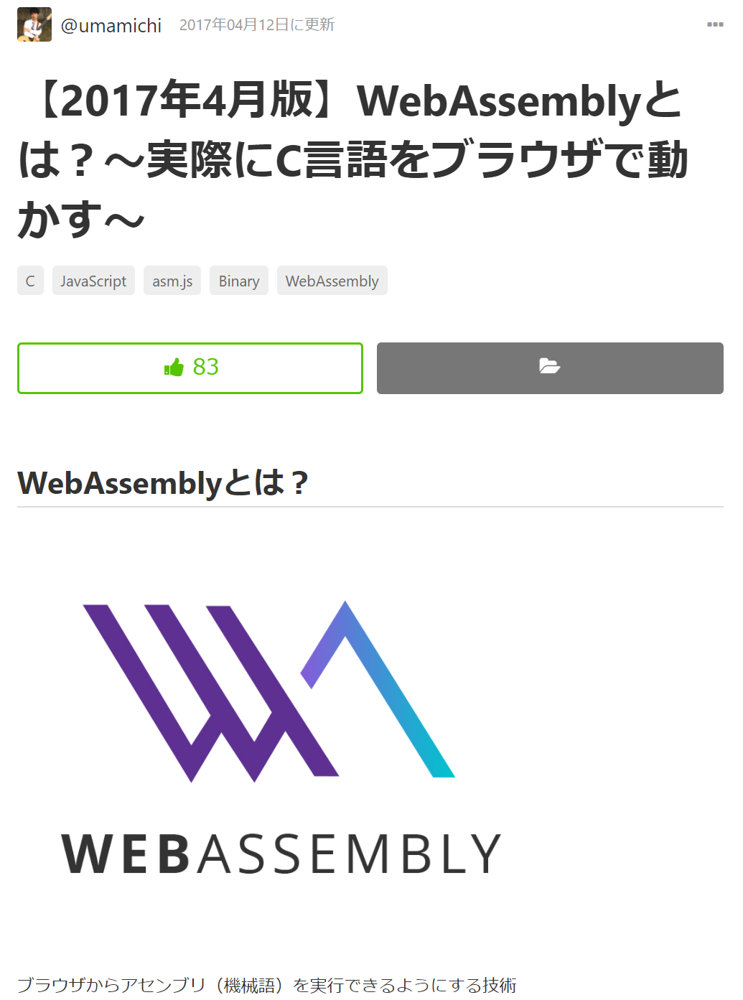 @umamichi 2017年04月12日に更新
【2017年4月版】WebAssemblyと
は？〜実際にC言語をブラウザで動
かす〜
C JavaScript asm.js Binary WebAssembly
83
WebAssemblyとは？
WEBASSEMBLY
ブラウザからアセンブリ（機械語）を実行できるようにする技術